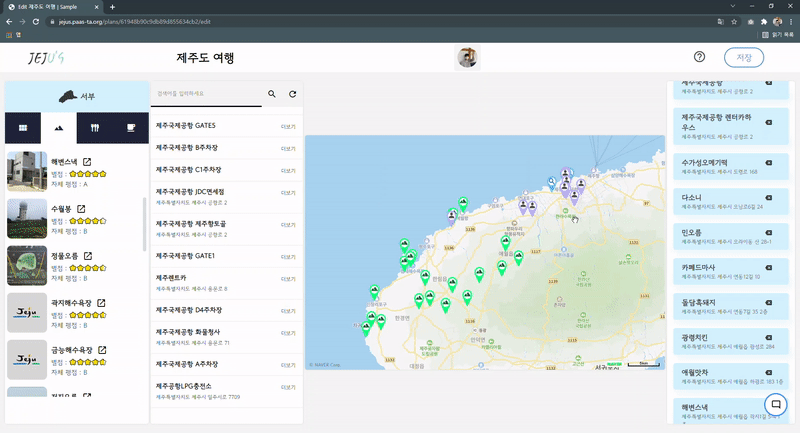 Edit 제주도 여행 | Sample
jejus.paas-ta.org/plans/61948b90c9db89d855634cb2/edit
앱
읽기 목록
JEJU'S
제주도 여행
저장
서부
해변스낵
별점 :
자체 평점 : A
수월봉
별점 :
자체 평점 : B
정물오름
별점 :
자체 평점 : B
곽지해수욕장
별점 :
자체 평점 : B
Jeju
금능해수욕장
별점 :
자체 평점 : B
Jeju
검색어를 입력하세요
제주국제공항 GATE5
더보기
제주국제공항 B주차장
더보기
제주국제공항 C1주차장
더보기
제주국제공항 JDC면세점
제주특별자치도 제주시 공항로 2
더보기
제주국제공항 제주향토골
제주특별자치도 제주시 공항로 2
더보기
제주국제공항 GATE1
더보기
제주렌트카
제주특별자치도 제주시 용문로 8
더보기
제주국제공항 D4주차장
더보기
제주국제공항 화물청사
제주특별자치도 제주시 용문로 71
더보기
제주국제공항 A주차장
더보기
제주공항LPG충전소
제주특별자치도 제주시 일주서로 7709
더보기
1136
1132
1117
1131
1139
1115
한림읍
애월읍
한경면
안덕면
© NAVER Corp.
제주국제공항
제주특별자치도 제주시 공항로 2
제주국제공항 렌터카하
우스
제주특별자치도 제주시 공항로 2
수가성오메기떡
제주특별자치도 제주시 도령로 168
다소니
제주특별자치도 제주시 오남로6길 24
민오름
제주특별자치도 제주시 오라이동 산 28-1
카페드마사
제주특별자치도 제주시 연동12길 10
돌담흑돼지
제주특별자치도 제주시 연동7길 35 2층
광령치킨
제주특별자치도 제주시 애월읍 광성로 284
애월맛차
제주특별자치도 제주시 애월읍 하광로 183 1층
해변스낵